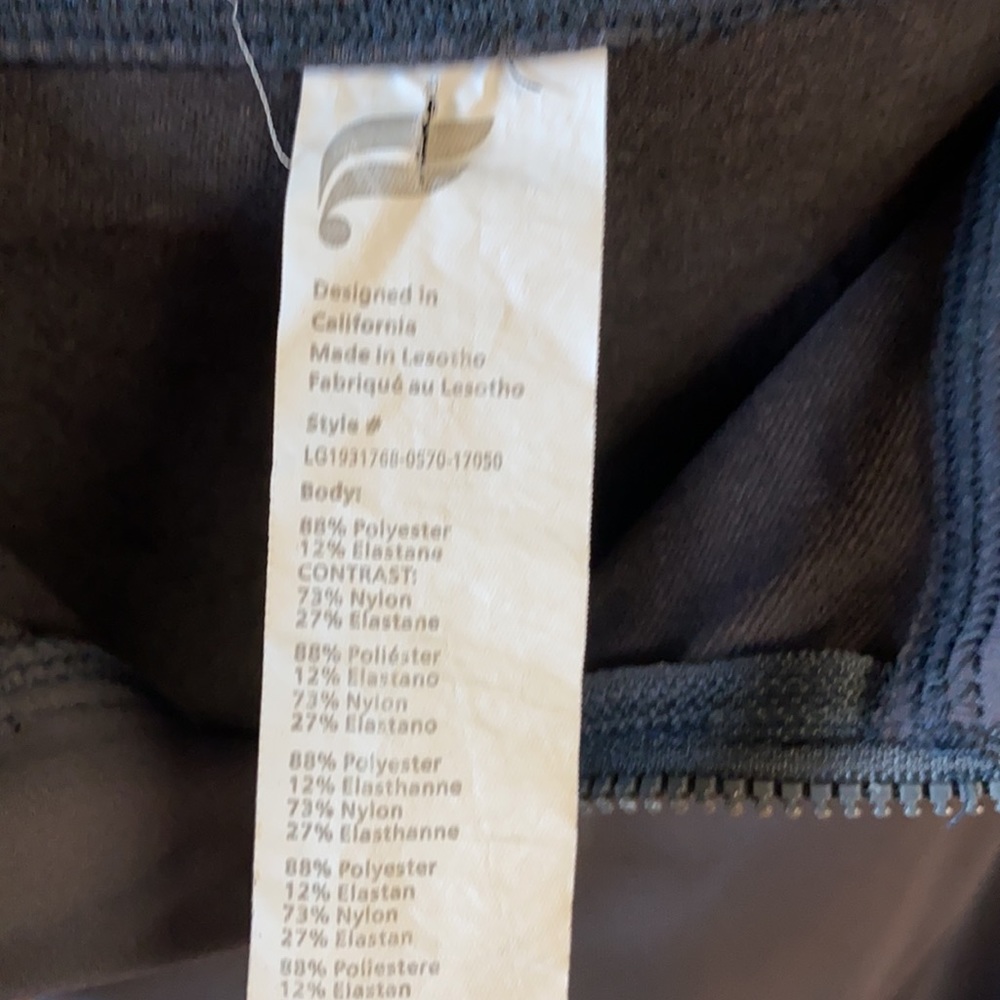 Designed in
California
Made in Lesotho
Fabriqué au Lesotho
Style #
LG1931768-0570-17050
Body:
88% Polyester
12% Elastane
CONTRAST:
73% Nylon
27% Elastane
88% Poliéster
12% Elastano
73% Nylon
27% Elastano
88% Polyester
12% Elasthanne
73% Nylon
27% Elasthanne
88% Polyester
12% Elastan
73% Nylon
27% Elastan
88% Poliestere
12% Elastan